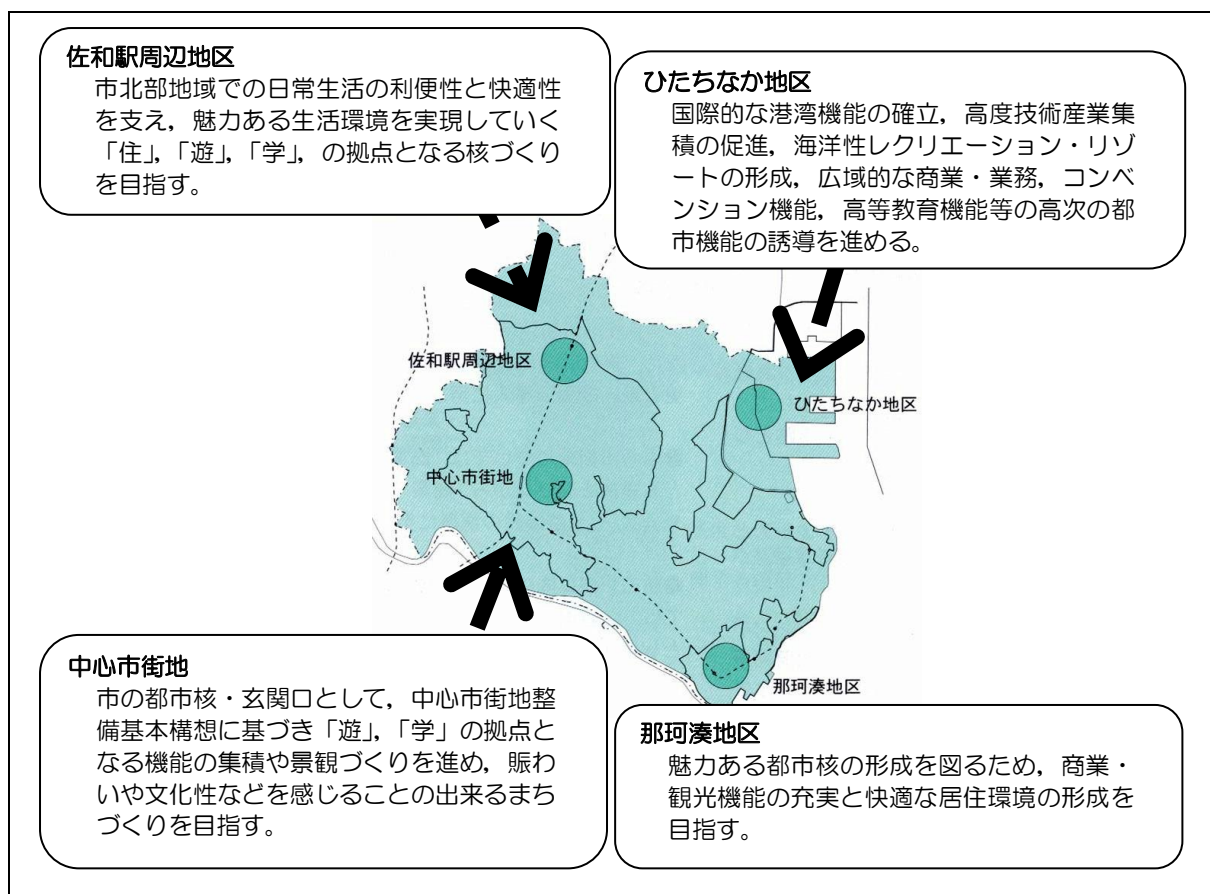 佐和駅周辺地区
市北部地域での日常生活の利便性と快適性
を支え，魅力ある生活環境を実現していく
「住」，「遊」，「学」，の拠点となる核づくり
を目指す。
ひたちなか地区
国際的な港湾機能の確立，高度技術産業集
積の促進，海洋性レクリエーション・リゾ
ートの形成，広域的な商業・業務，コンベ
ンション機能，高等教育機能等の高次の都
市機能の誘導を進める。
佐和駅周辺地区
ひたちなか地区
中心市街地
那珂湊地区
中心市街地
市の都市核・玄関口として，中心市街地整
備基本構想に基づき「遊」，「学」の拠点と
なる機能の集積や景観づくりを進め，賑わ
いや文化性などを感じることの出来るまち
づくりを目指す。
那珂湊地区
魅力ある都市核の形成を図るため，商業・
観光機能の充実と快適な居住環境の形成を
目指す。